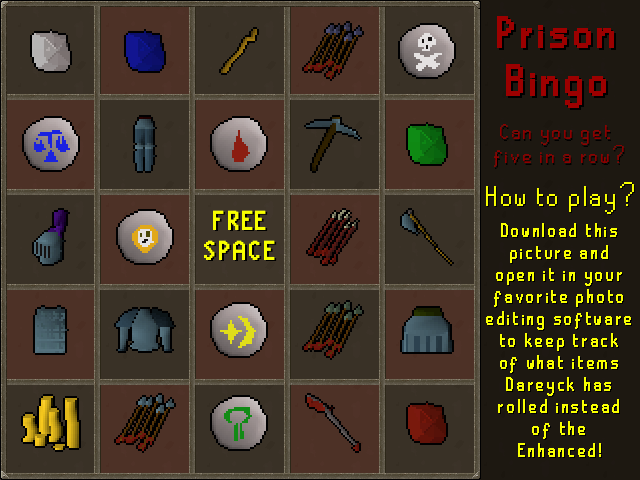 Prison
Bingo
Can you get
five in a row?
How to play?
Download this
picture and
open it in your
favorite photo
editing software
to keep track
of what items
Dareyck has
rolled instead
of the
Enhanced!
FREE
SPACE